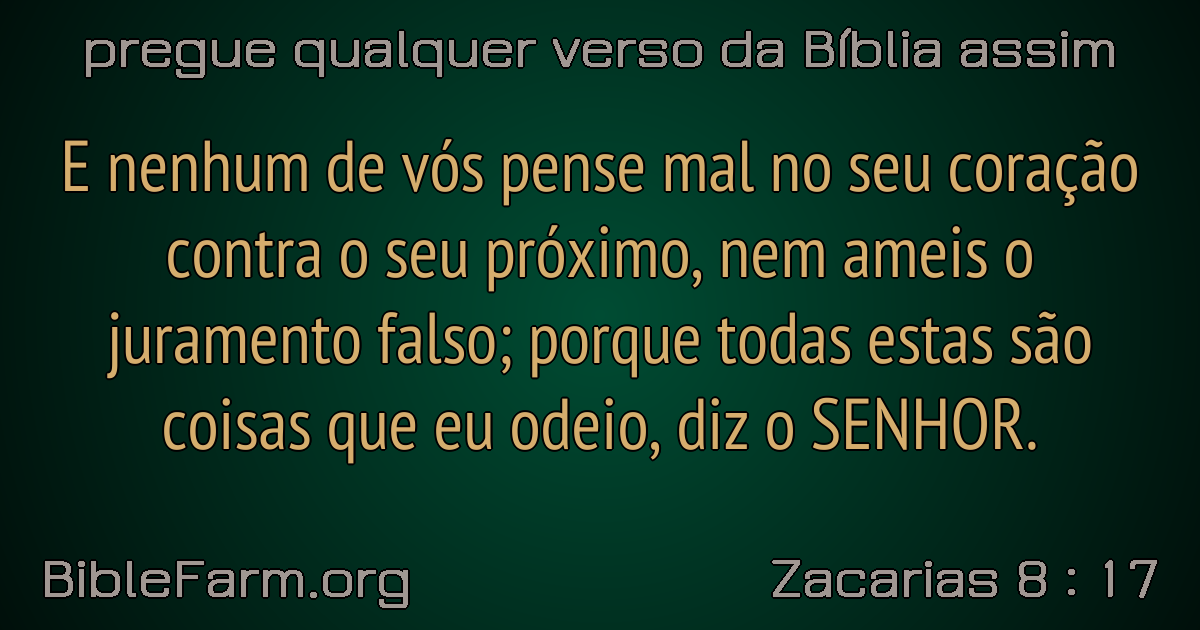 pregue qualquer verso da Bíblia assim
E nenhum de vós pense mal no seu coração
contra o seu próximo, nem ameis o
juramento falso; porque todas estas são
coisas que eu odeio, diz o SENHOR.
BibleFarm.org
Zacarias 8 : 17